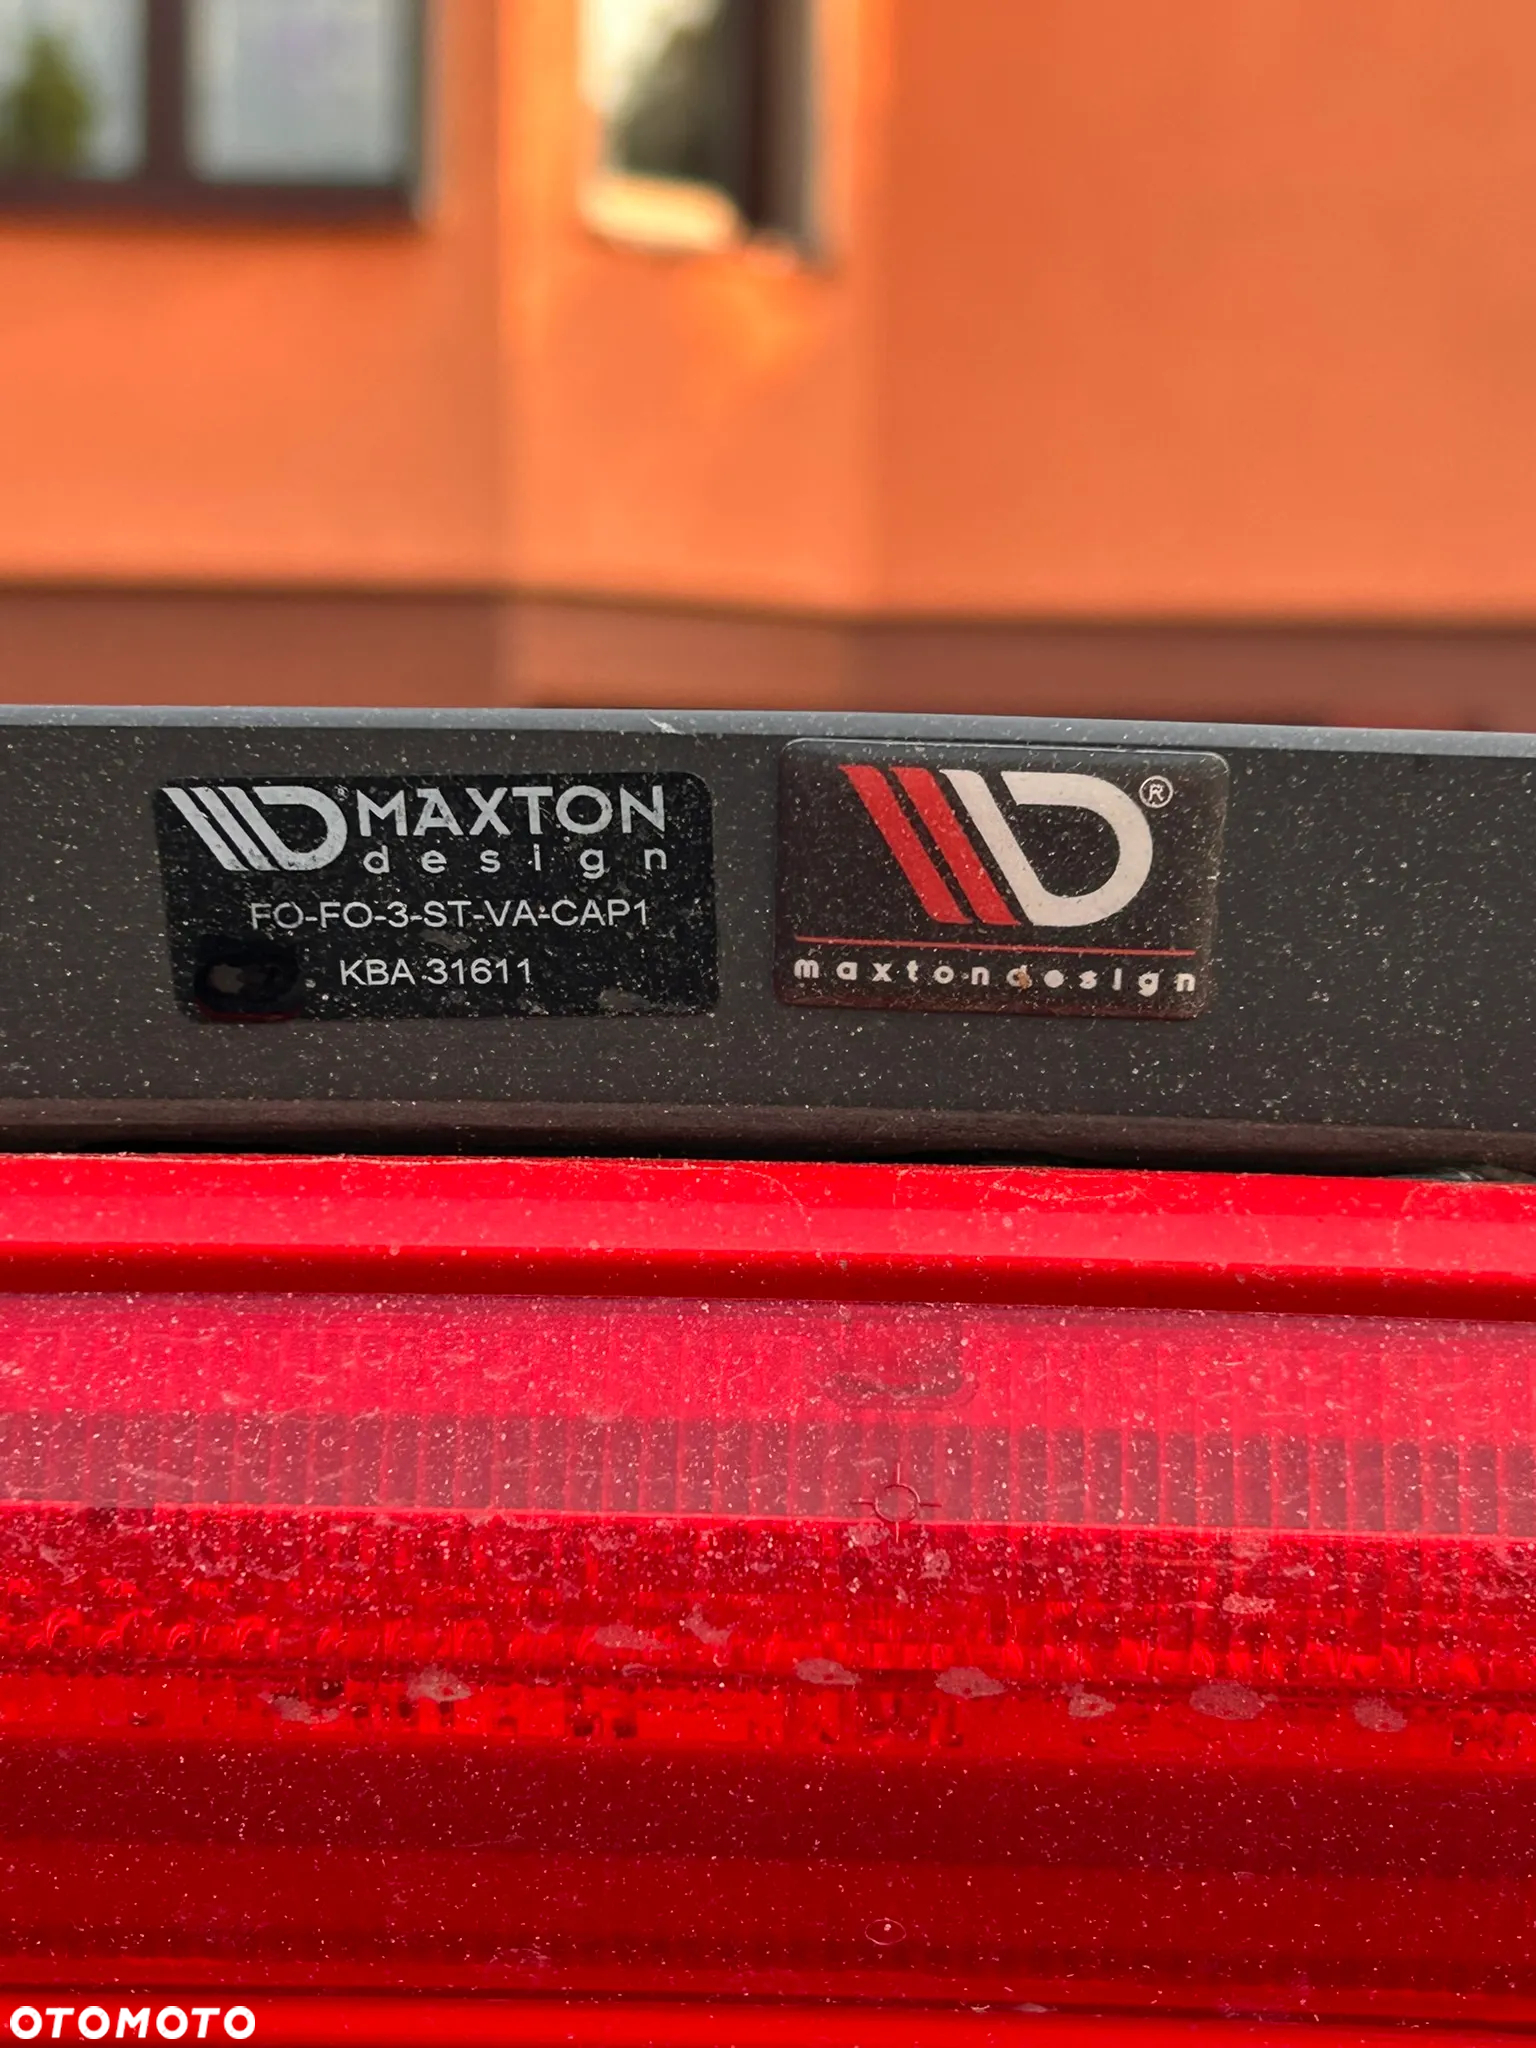 MAXTON
design
FO-FO-3-ST-VA-CAP1
KBA 31611
®
maxtondesign
OTOMOTO